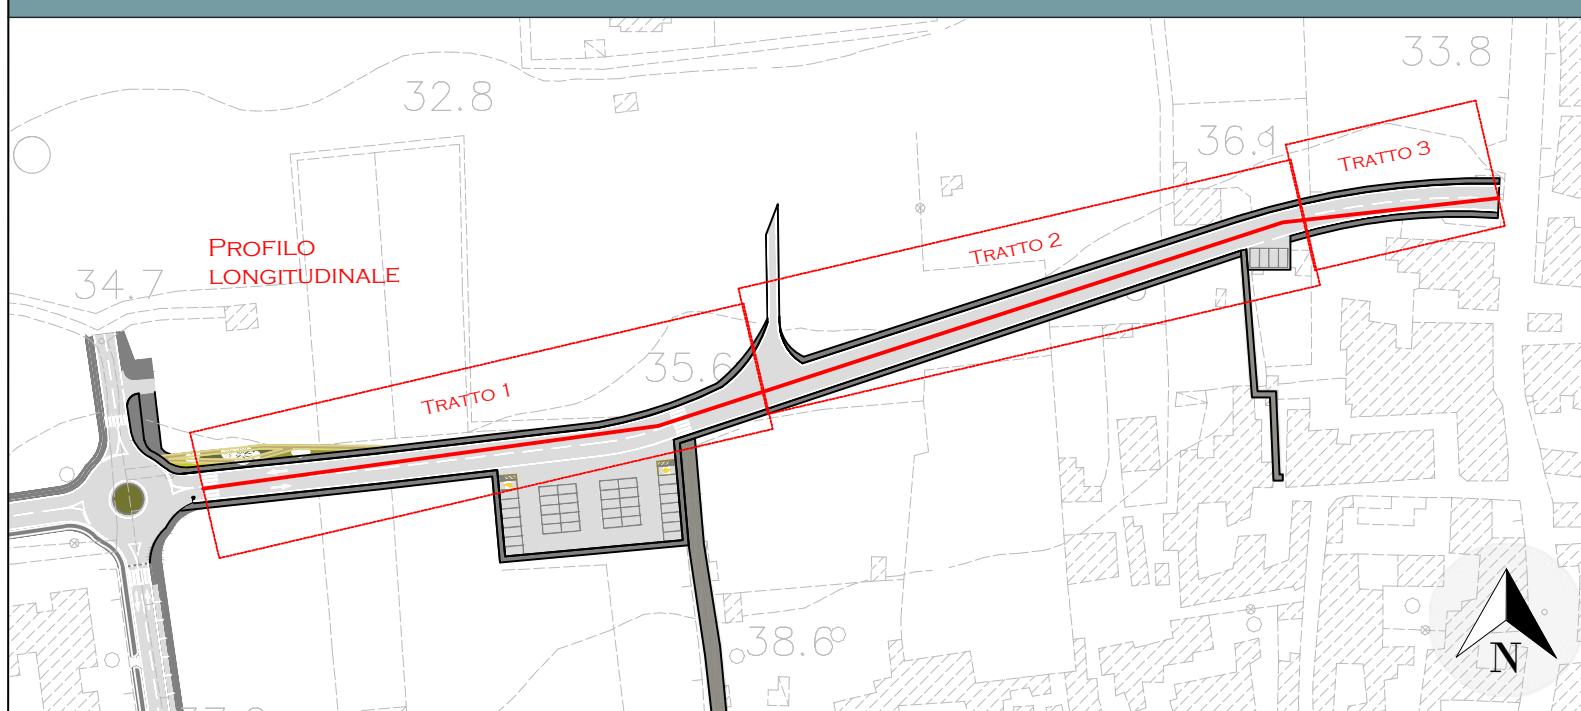 33.8
32.8
36.1
TRATTO 3
PROFILO
LONGITUDINALE
TRATTO 2
34.7
35.6
TRATTO 1
38.6
N